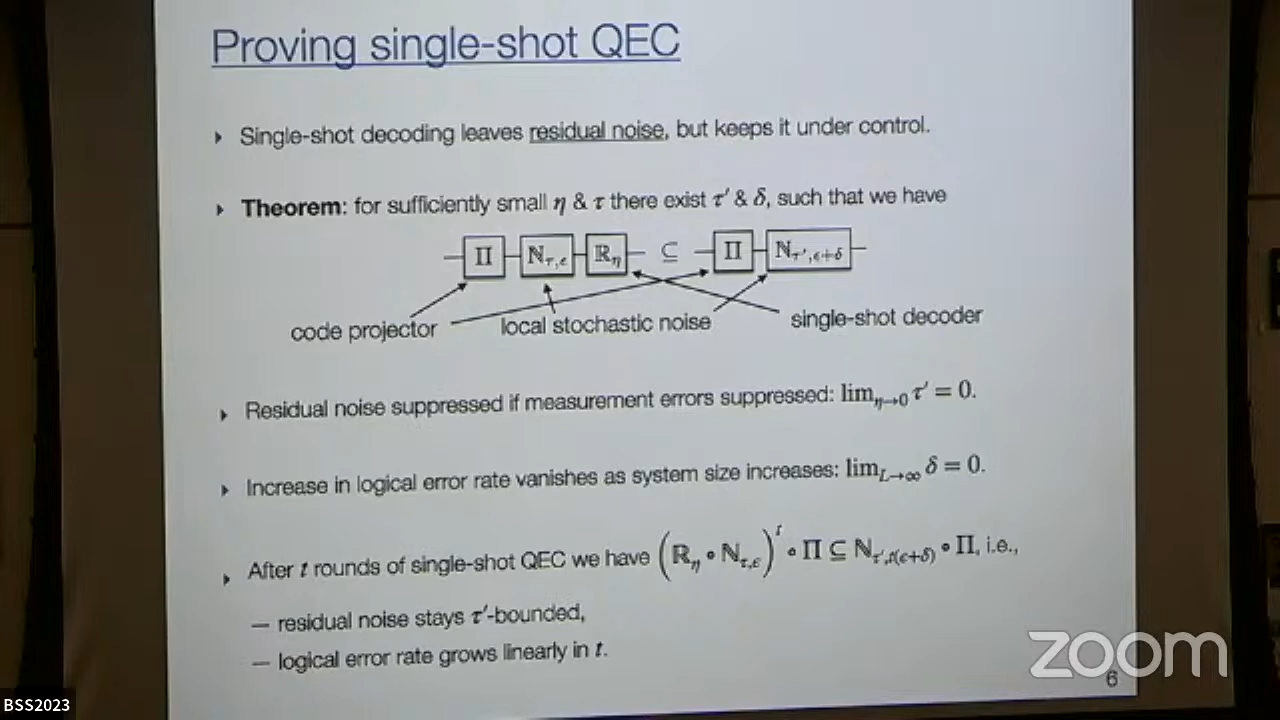 Proving single-shot QEC
▸ Single-shot decoding leaves residual noise, but keeps it under control.
▸ Theorem: for sufficiently small η & τ there exist τ′ & δ, such that we have
Π ℕ_{τ,ϵ} ℝ_η ⊆ Π ℕ_{τ′,ϵ+δ}
code projector local stochastic noise single-shot decoder
▸ Residual noise suppressed if measurement errors suppressed: lim_{η→0} τ′ = 0.
▸ Increase in logical error rate vanishes as system size increases: lim_{L→∞} δ = 0.
▸ After t rounds of single-shot QEC we have (ℝ_η ∘ ℕ_{τ,ϵ})^t ∘ Π ⊆ ℕ_{τ′,t(ϵ+δ)} ∘ Π, i.e.,
— residual noise stays τ′-bounded,
— logical error rate grows linearly in t.
zoom
6
BSS2023